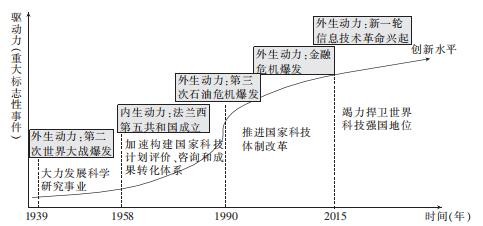 驱动力(重大标志性事件)
外生动力:新一轮
信息技术革命兴起
创新水平
外生动力:金融
危机爆发
外生动力:第三
次石油危机爆发
内生动力:法兰西
第五共和国成立
外生动力:第二
次世界大战爆发
竭力捍卫世界
科技强国地位
推进国家科技
体制改革
加速构建国家科技
计划评价、咨询和成
果转化体系
大力发展科学
研究事业
1939
1958
1990
2015
时间(年)